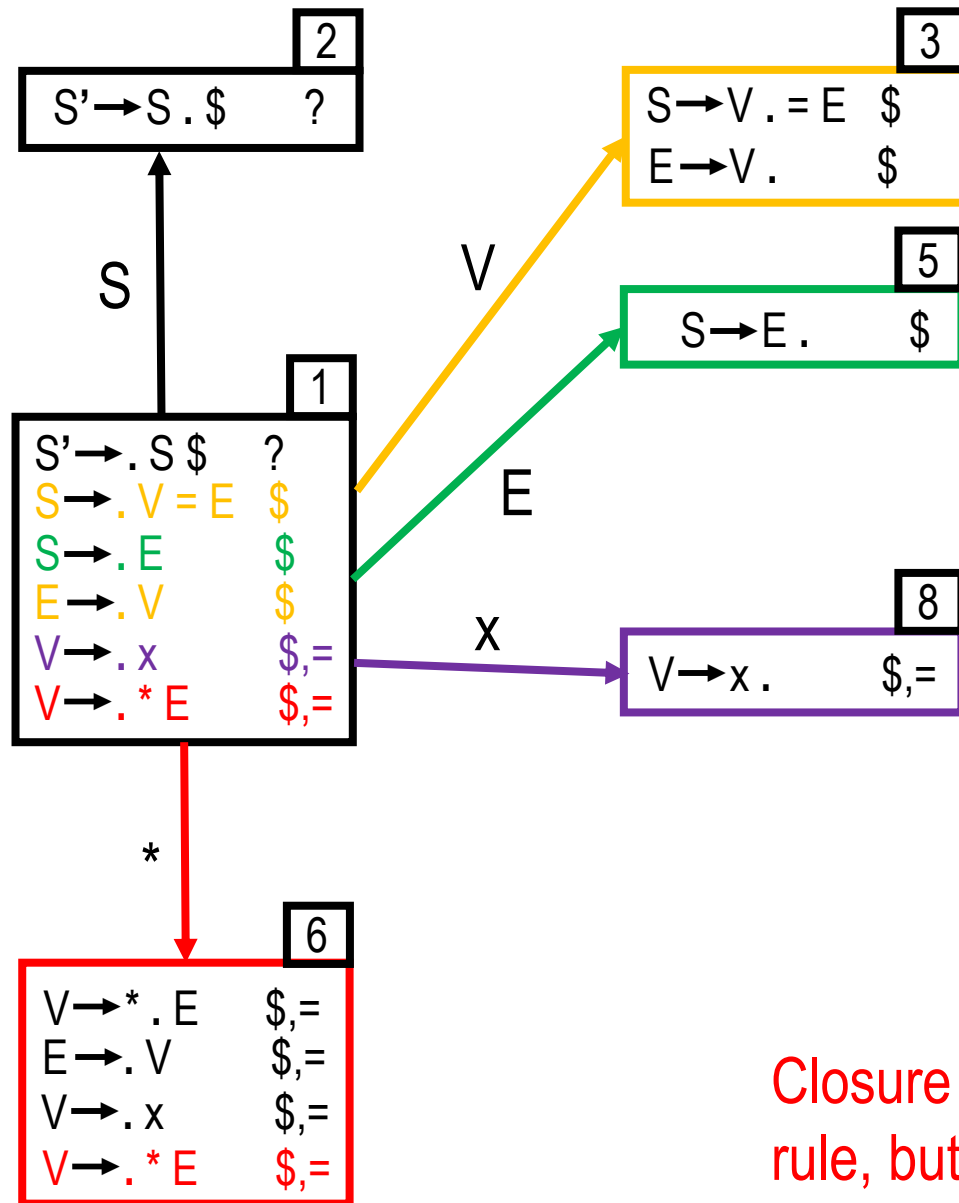 2
S’→S . $ ?
3
S→V . = E $
E→V . $
S
V
5
S→E . $
1
S’→. S $ ?
S→. V = E $
S→. E $
E→. V $
V→. x $,=
V→. * E $,=
E
x
8
V→x . $,=
*
6
V→* . E $,=
E→. V $,=
V→. x $,=
V→. * E $,=
Closure
rule, but